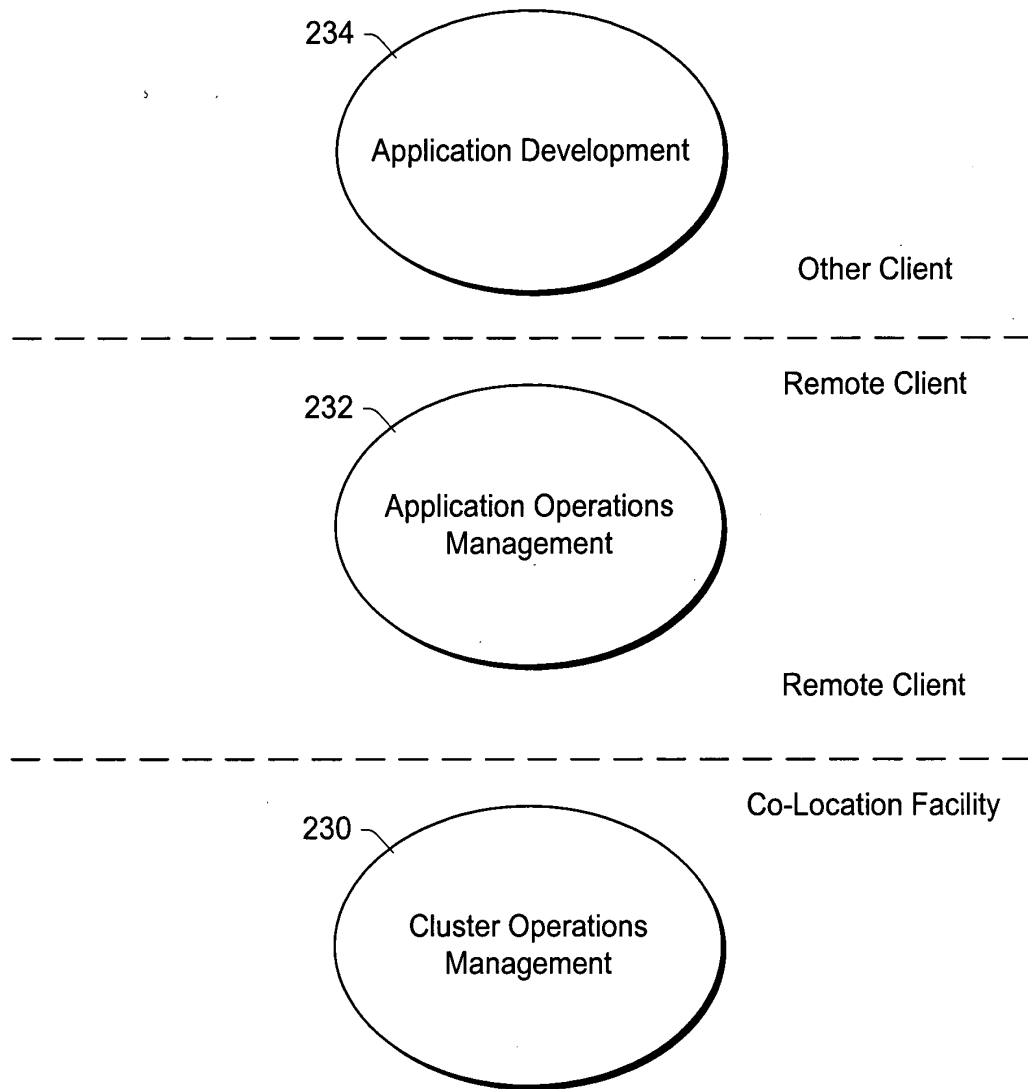 234
Application Development
Other Client
Remote Client
232
Application Operations
Management
Remote Client
Co-Location Facility
230
Cluster Operations
Management